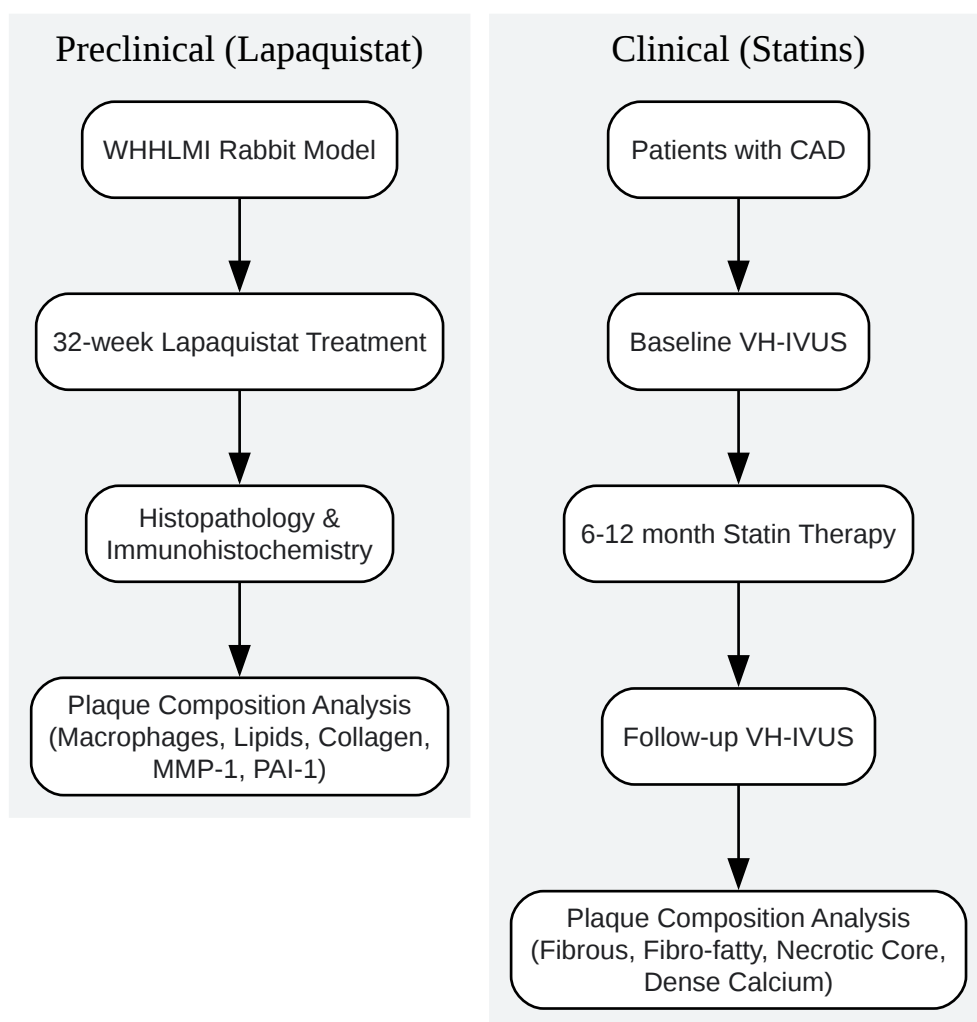 Preclinical (Lapaquistat)
WHHLMI Rabbit Model
32-week Lapaquistat Treatment
Histopathology &
Immunohistochemistry
Plaque Composition Analysis
(Macrophages, Lipids, Collagen,
MMP-1, PAI-1)
Clinical (Statins)
Patients with CAD
Baseline VH-IVUS
6-12 month Statin Therapy
Follow-up VH-IVUS
Plaque Composition Analysis
(Fibrous, Fibro-fatty, Necrotic Core,
Dense Calcium)